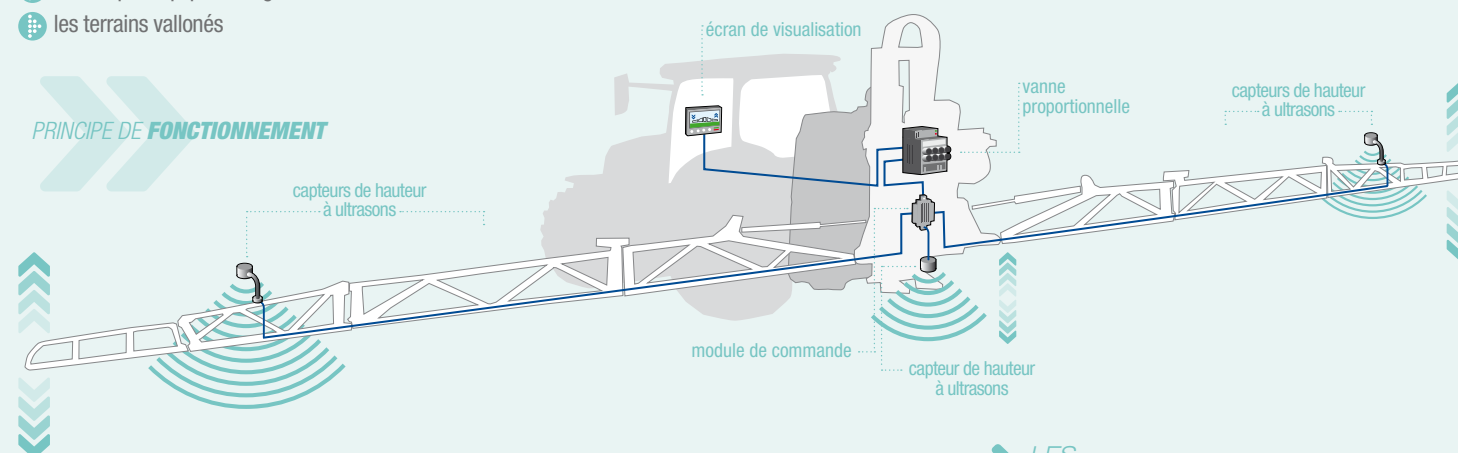 les terrains vallonés
écran de visualisation
vanne
proportionnelle
capteurs de hauteur
à ultrasons
PRINCIPE DE FONCTIONNEMENT
capteurs de hauteur
à ultrasons
module de commande
capteur de hauteur
à ultrasons
LES